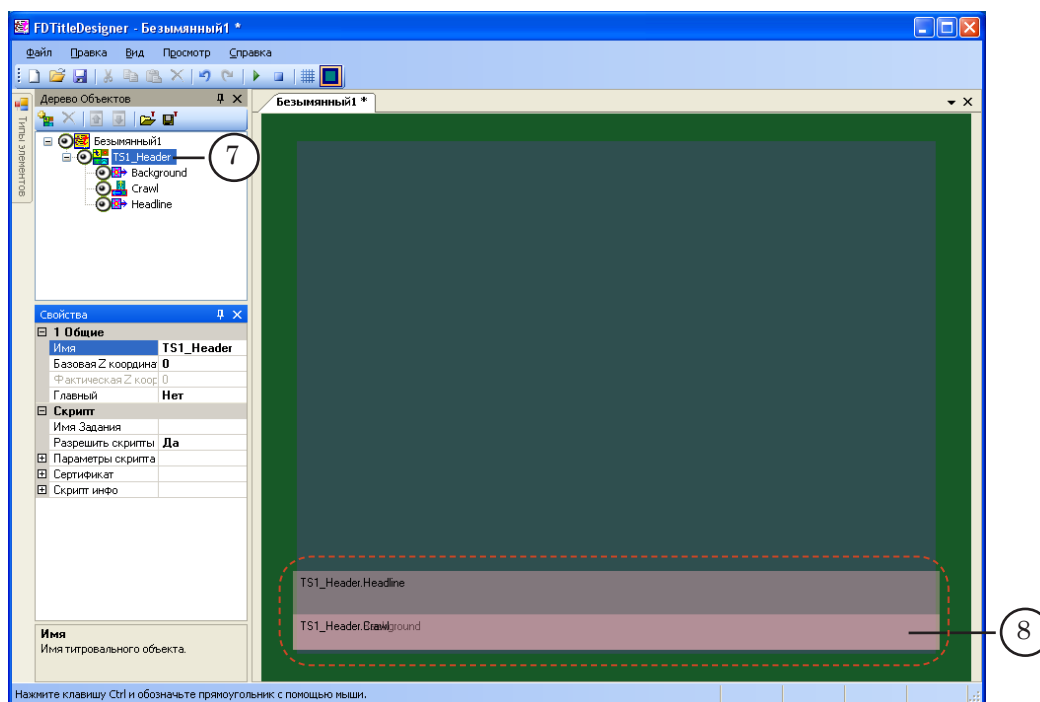 FDTitleDesigner - Безымянный1 *
Файл Правка Вид Просмотр Справка
Дерево Объектов
Безымянный1 *
Типы элементов
Безымянный1
TS1_Header
7
Background
Crawl
Headline
Свойства
1 Общие
Имя TS1_Header
Базовая Z координа 0
Фактическая Z коор 0
Главный Нет
Скрипт
Имя Задания
Разрешить скрипты Да
Параметры скрипта
Сертификат
Скрипт инфо
TS1_Header.Headline
TS1_Header.
8
Имя
Имя титровального объекта.
Нажмите клавишу Ctrl и обозначьте прямоугольник с помощью мыши.